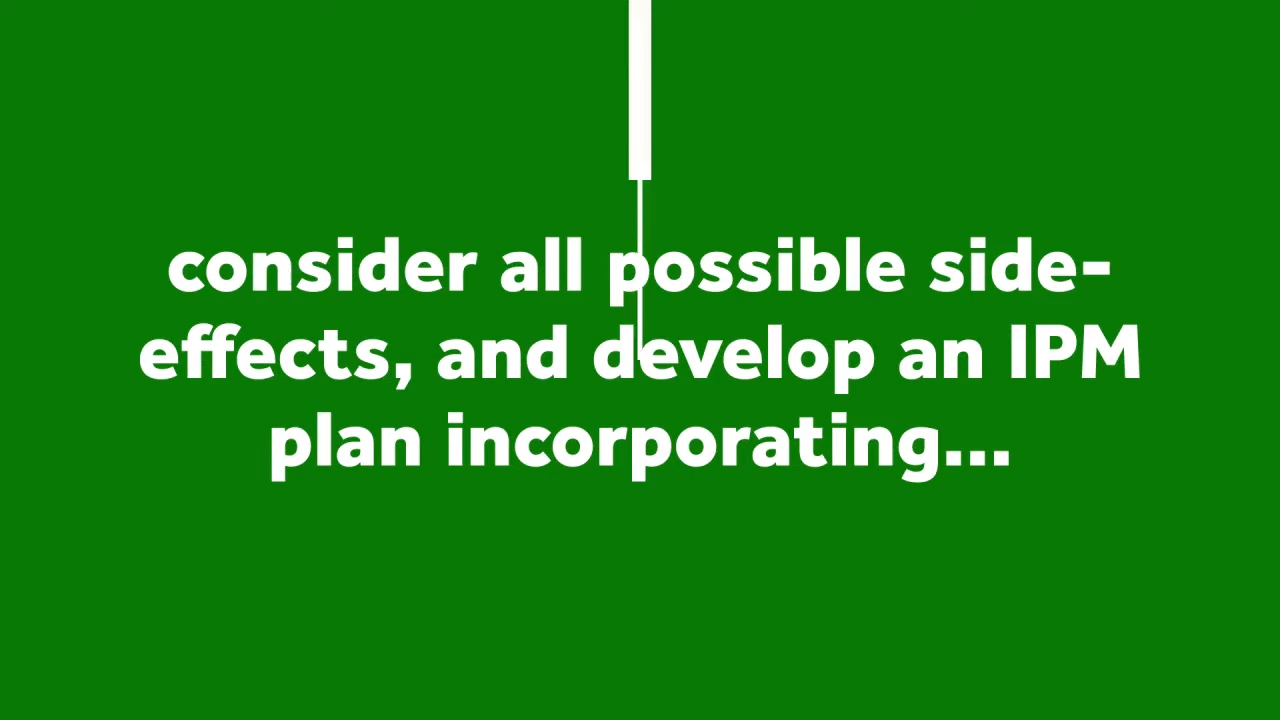 consider all possible side-
effects, and develop an IPM
plan incorporating...